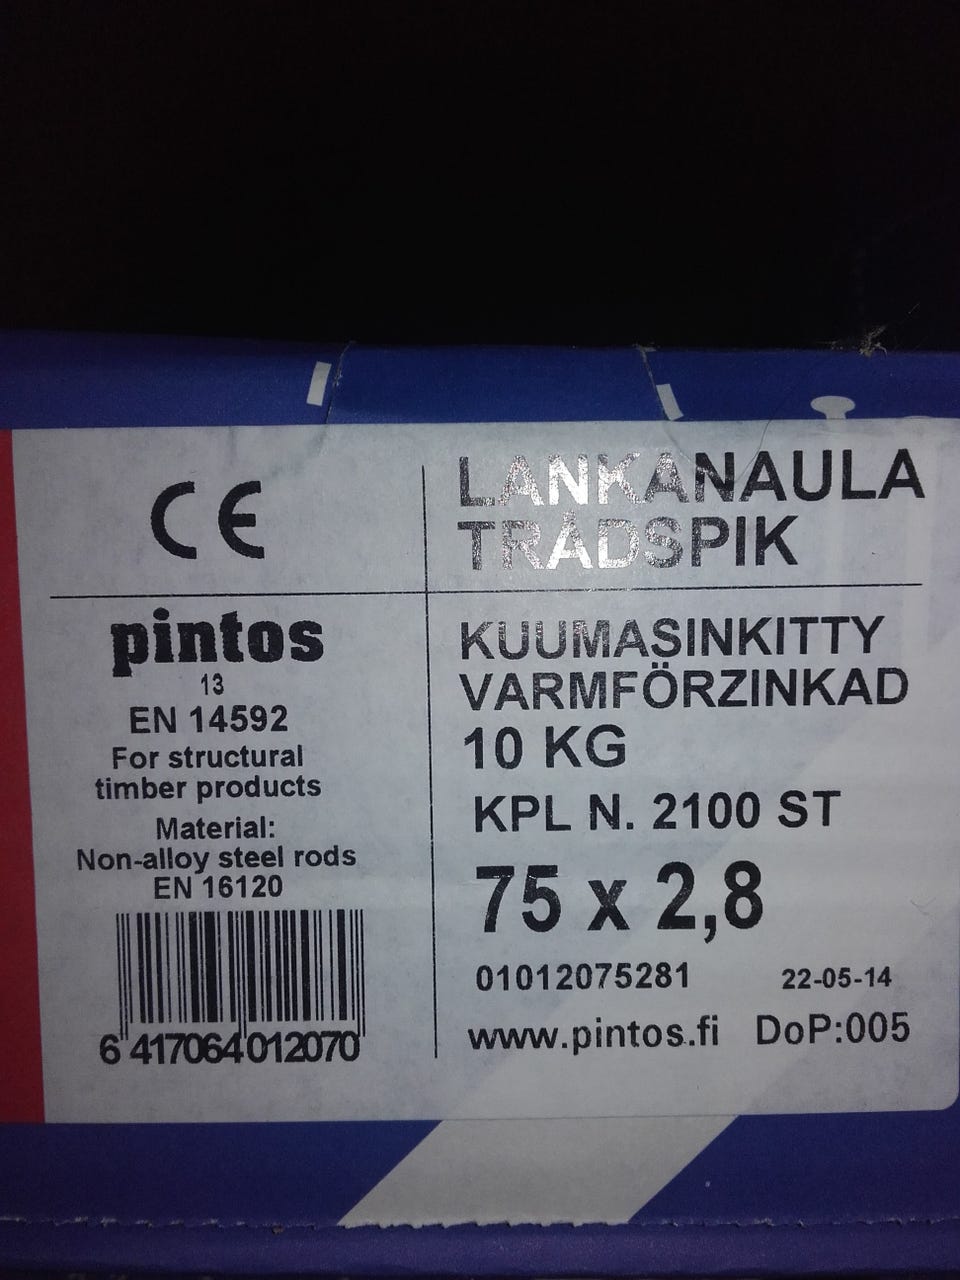 CE
LANKANAULA
TRÅDSPIK
pintos
13
EN 14592
For structural
timber products
Material:
Non-alloy steel rods
EN 16120
6 417064 012070
KUUMASINKITTY
VARMFÖRZINKAD
10 KG
KPL N. 2100 ST
75 x 2,8
01012075281 22-05-14
www.pintos.fi DoP:005